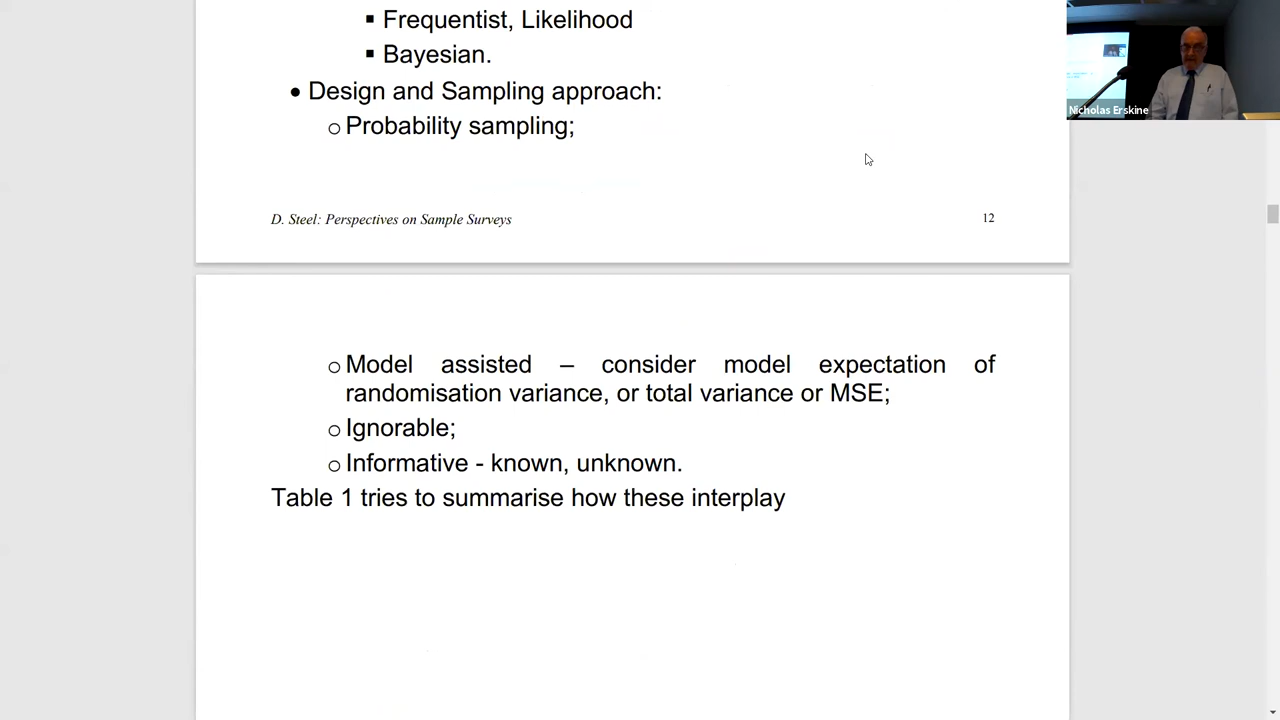 ▪ Frequentist, Likelihood
▪ Bayesian.
• Design and Sampling approach:
o Probability sampling;
D. Steel: Perspectives on Sample Surveys 12
o Model assisted – consider model expectation of
randomisation variance, or total variance or MSE;
o Ignorable;
o Informative - known, unknown.
Table 1 tries to summarise how these interplay
Nicholas Erskine